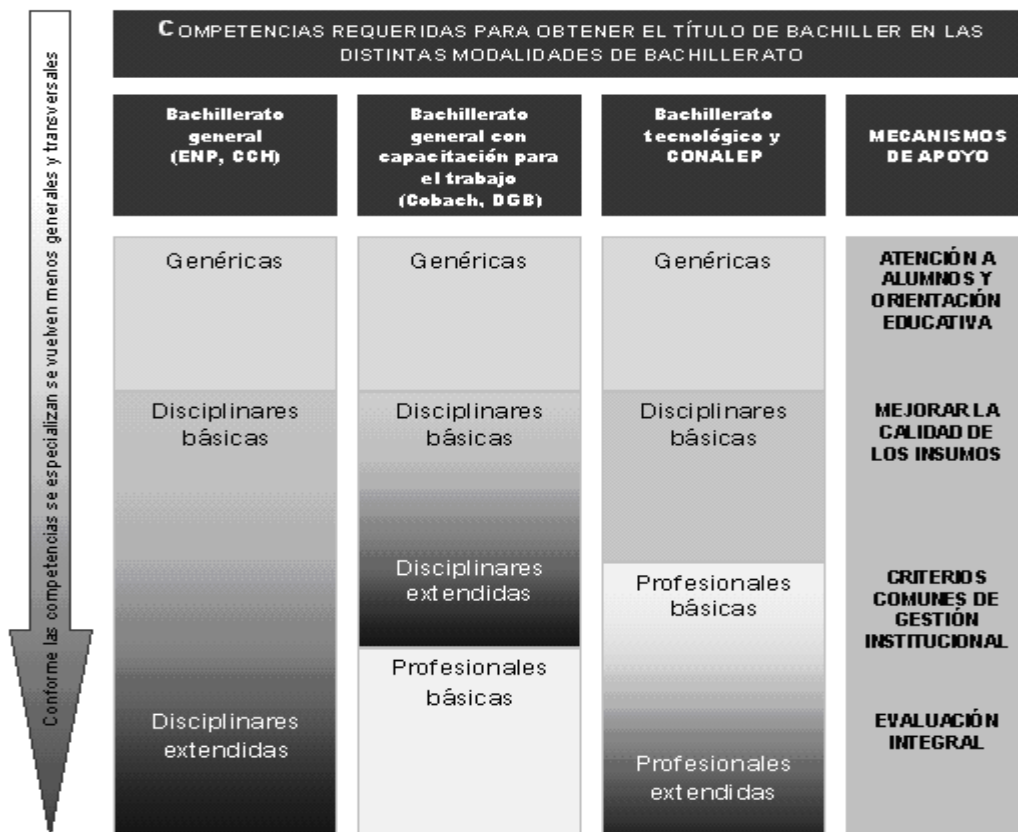 COMPETENCIAS REQUERIDAS PARA OBTENER EL TÍTULO DE BACHILLER EN LAS
DISTINTAS MODALIDADES DE BACHILLERATO
Conforme las competencias se especializan se vuelven menos generales y transversales
Bachillerato
general
(ENP, CCH)
Bachillerato
general con
capacitación para
el trabajo
(Cobach, DGB)
Bachillerato
tecnológico y
CONALEP
MECANISMOS
DE APOYO
Genéricas
Disciplinares
básicas
Disciplinares
extendidas
Genéricas
Disciplinares
básicas
Disciplinares
extendidas
Profesionales
básicas
Genéricas
Disciplinares
básicas
Profesionales
básicas
Profesionales
extendidas
ATENCIÓN A
ALUMNOS Y
ORIENTACIÓN
EDUCATIVA
MEJORAR LA
CALIDAD DE
LOS INSUMOS
CRITERIOS
COMUNES DE
GESTIÓN
INSTITUCIONAL
EVALUACIÓN
INTEGRAL